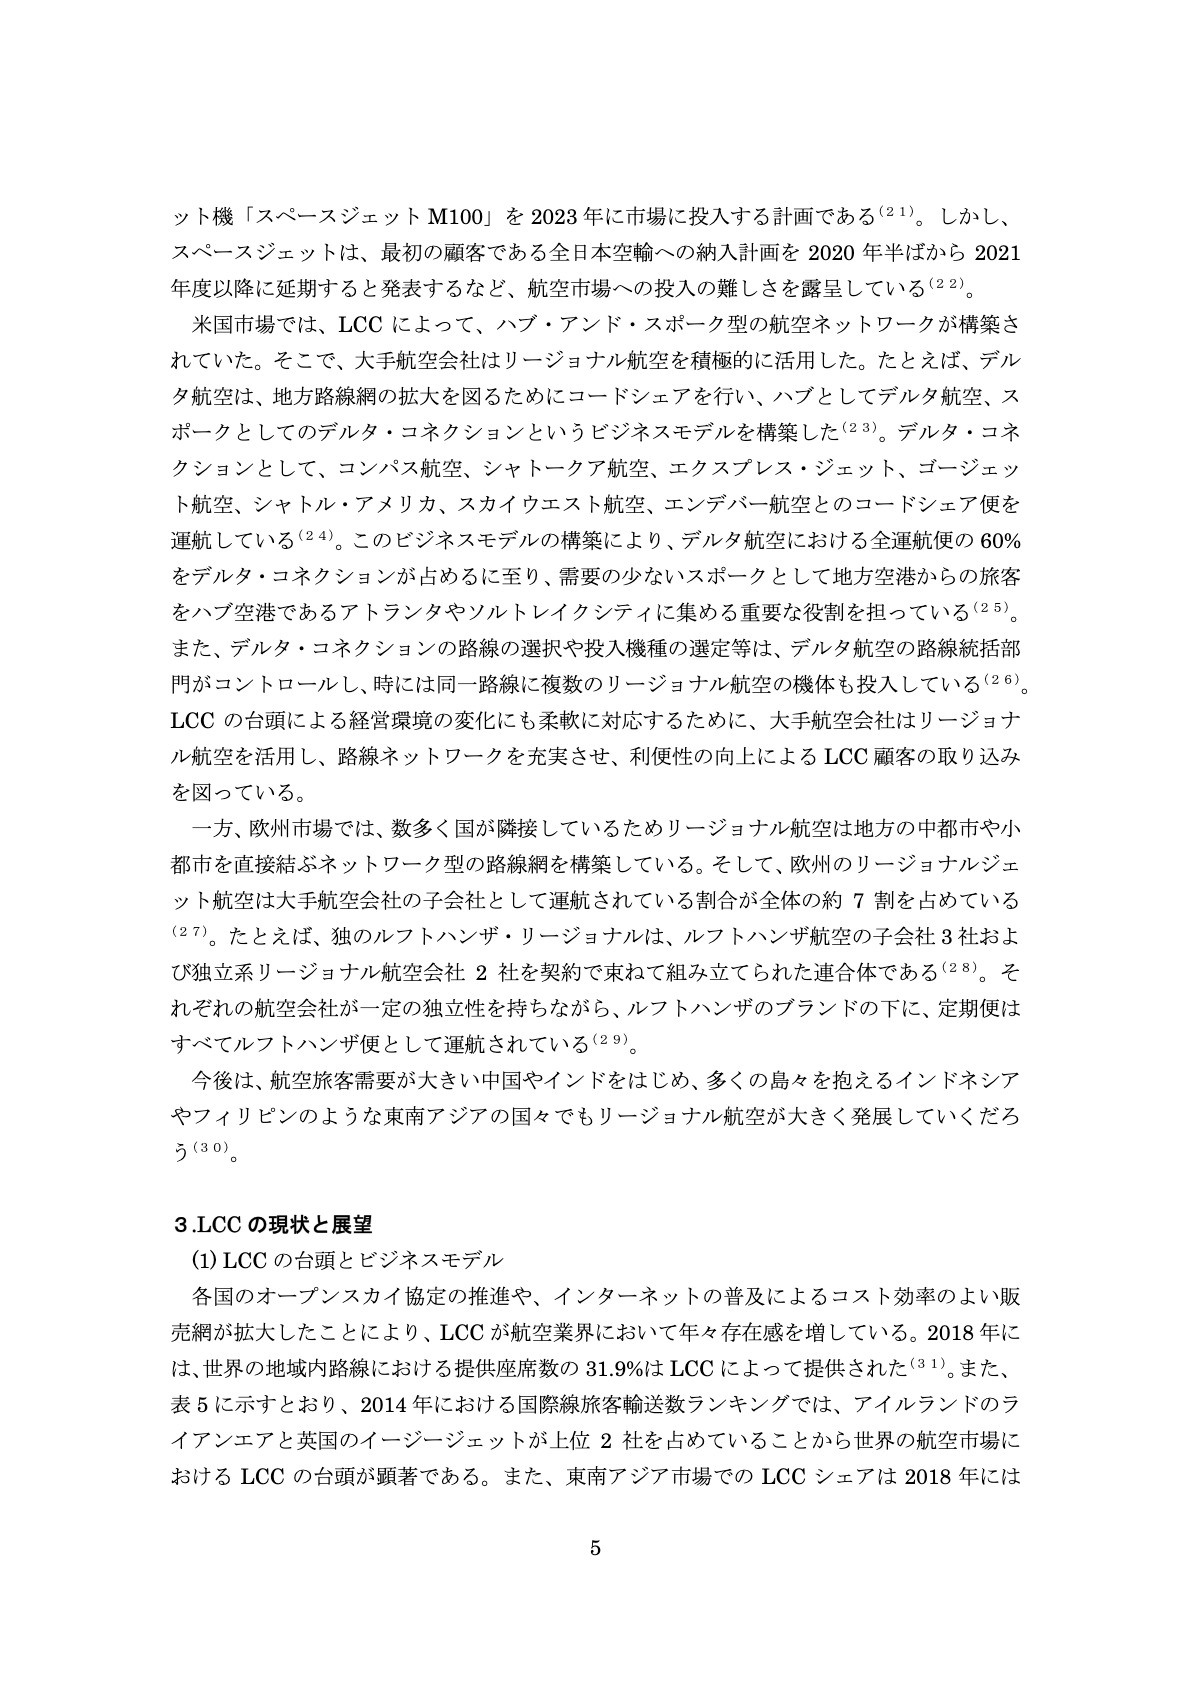 ット機「スペースジェット M100」を 2023 年に市場に投入する計画である(21)。しかし、
スペースジェットは、最初の顧客である全日本空輸への納入計画を 2020 年半ばから 2021
年度以降に延期すると発表するなど、航空市場への投入の難しさを露呈している(22)。
米国市場では、LCC によって、ハブ・アンド・スポーク型の航空ネットワークが構築さ
れていた。そこで、大手航空会社はリージョナル航空を積極的に活用した。たとえば、デル
タ航空は、地方路線網の拡大を図るためにコードシェアを行い、ハブとしてデルタ航空、ス
ポークとしてのデルタ・コネクションというビジネスモデルを構築した(23)。デルタ・コネ
クションとして、コンパス航空、シャトークア航空、エクスプレス・ジェット、ゴージェッ
ト航空、シャトル・アメリカ、スカイウエスト航空、エンデバー航空とのコードシェア便を
運航している(24)。このビジネスモデルの構築により、デルタ航空における全運航便の 60%
をデルタ・コネクションが占めるに至り、需要の少ないスポークとして地方空港からの旅客
をハブ空港であるアトランタやソルトレイクシティに集める重要な役割を担っている(25)。
また、デルタ・コネクションの路線の選択や投入機種の選定等は、デルタ航空の路線統括部
門がコントロールし、時には同一路線に複数のリージョナル航空の機体も投入している(26)。
LCC の台頭による経営環境の変化にも柔軟に対応するために、大手航空会社はリージョナ
ル航空を活用し、路線ネットワークを充実させ、利便性の向上による LCC 顧客の取り込み
を図っている。
一方、欧州市場では、数多く国が隣接しているためリージョナル航空は地方の中都市や小
都市を直接結ぶネットワーク型の路線網を構築している。そして、欧州のリージョナルジェ
ット航空は大手航空会社の子会社として運航されている割合が全体の約 7 割を占めている
(27)。たとえば、独のルフトハンザ・リージョナルは、ルフトハンザ航空の子会社 3 社およ
び独立系リージョナル航空会社 2 社を契約で束ねて組み立てられた連合体である(28)。そ
れぞれの航空会社が一定の独立性を持ちながら、ルフトハンザのブランドの下に、定期便は
すべてルフトハンザ便として運航されている(29)。
今後は、航空旅客需要が大きい中国やインドをはじめ、多くの島々を抱えるインドネシア
やフィリピンのような東南アジアの国々でもリージョナル航空が大きく発展していくだろ
う(30)。
３.LCC の現状と展望
(1) LCC の台頭とビジネスモデル
各国のオープンスカイ協定の推進や、インターネットの普及によるコスト効率のよい販
売網が拡大したことにより、LCC が航空業界において年々存在感を増している。2018 年に
は、世界の地域内路線における提供座席数の 31.9%は LCC によって提供された(31)。また、
表 5 に示すとおり、2014 年における国際線旅客輸送数ランキングでは、アイルランドのラ
イアンエアと英国のイージージェットが上位 2 社を占めていることから世界の航空市場に
おける LCC の台頭が顕著である。また、東南アジア市場での LCC シェアは 2018 年には
5